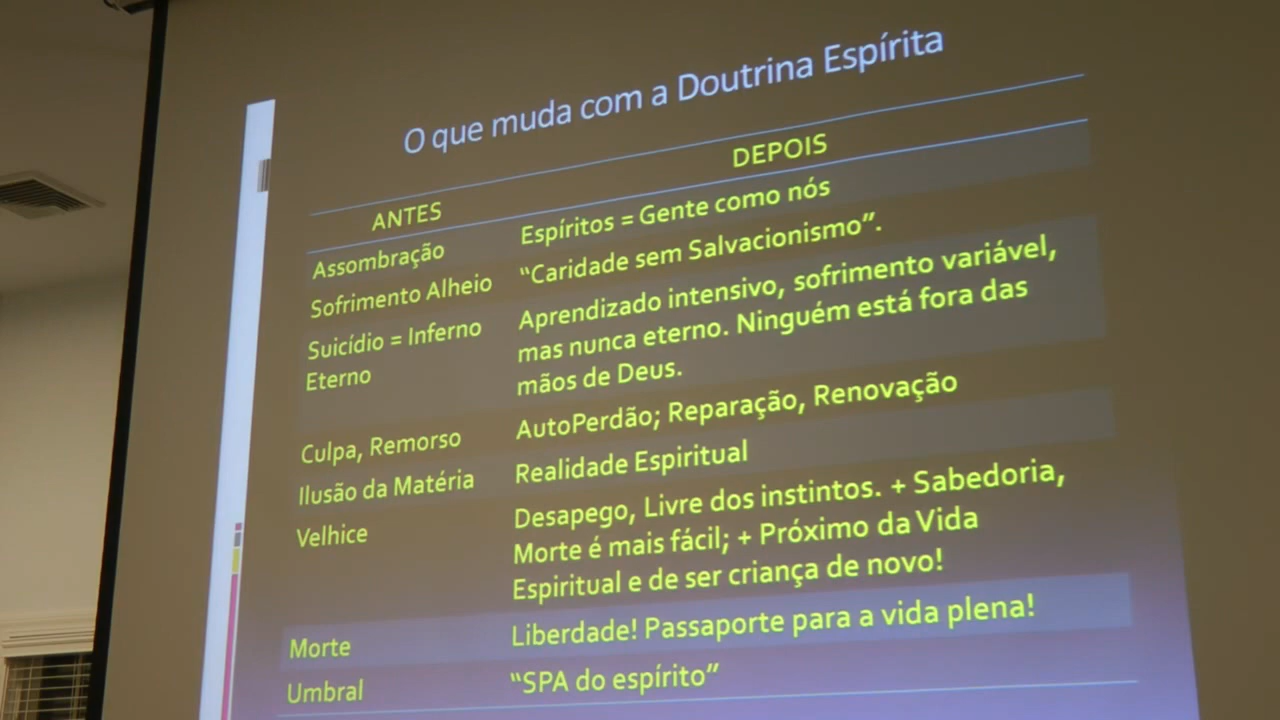 O que muda com a Doutrina Espírita
ANTES DEPOIS
Assombração Espíritos = Gente como nós
Sofrimento Alheio “Caridade sem Salvacionismo”.
Suicídio = Inferno Aprendizado intensivo, sofrimento variável,
Eterno mas nunca eterno. Ninguém está fora das
mãos de Deus.
Culpa, Remorso AutoPerdão; Reparação, Renovação
Ilusão da Matéria Realidade Espiritual
Velhice Desapego, Livre dos instintos. + Sabedoria,
Morte é mais fácil; + Próximo da Vida
Espiritual e de ser criança de novo!
Morte Liberdade! Passaporte para a vida plena!
Umbral “SPA do espírito”